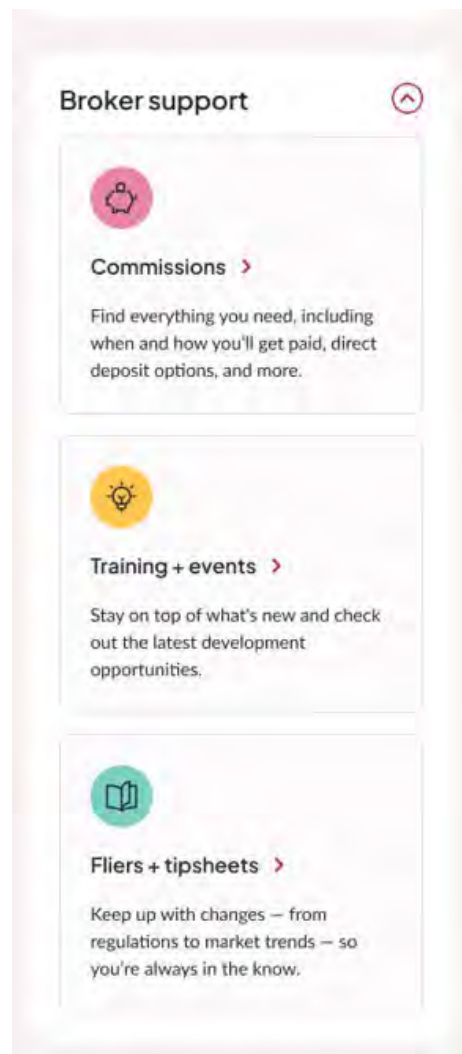 Broker support
Commissions
Find everything you need, including
when and how you'll get paid, direct
deposit options, and more.
Training + events
Stay on top of what's new and check
out the latest development
opportunities.
Fliers + tipsheets
Keep up with changes — from
regulations to market trends — so
you're always in the know.